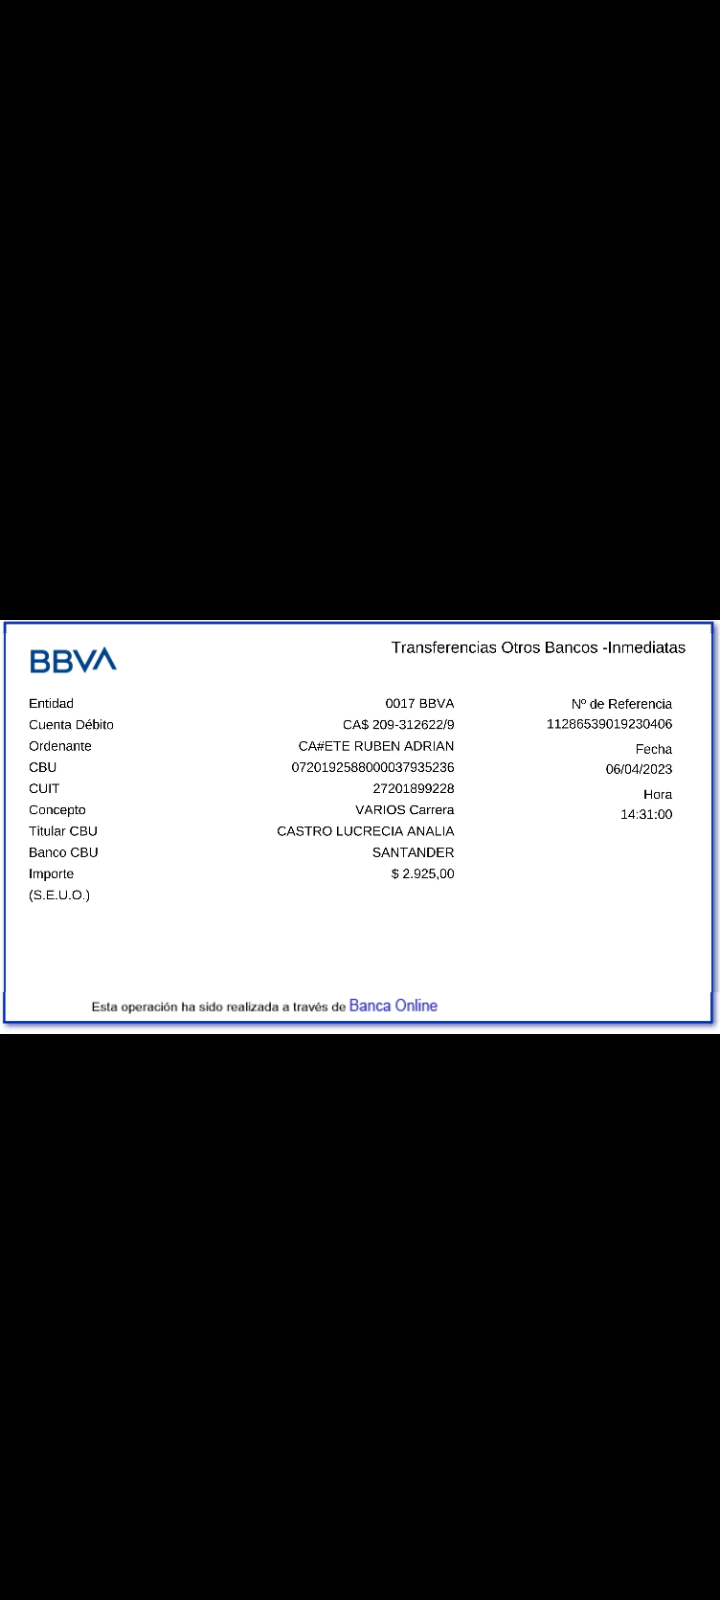 BBVA
Transferencias Otros Bancos -Inmediatas
Entidad 0017 BBVA
Cuenta Débito CA$ 209-312622/9
Ordenante CA#ETE RUBEN ADRIAN
CBU 0720192588000037935236
CUIT 27201899228
Concepto VARIOS Carrera
Titular CBU CASTRO LUCRECIA ANALIA
Banco CBU SANTANDER
Importe $ 2.925,00
(S.E.U.O.)
Nº de Referencia
11286539019230406
Fecha
06/04/2023
Hora
14:31:00
Esta operación ha sido realizada a través de Banca Online